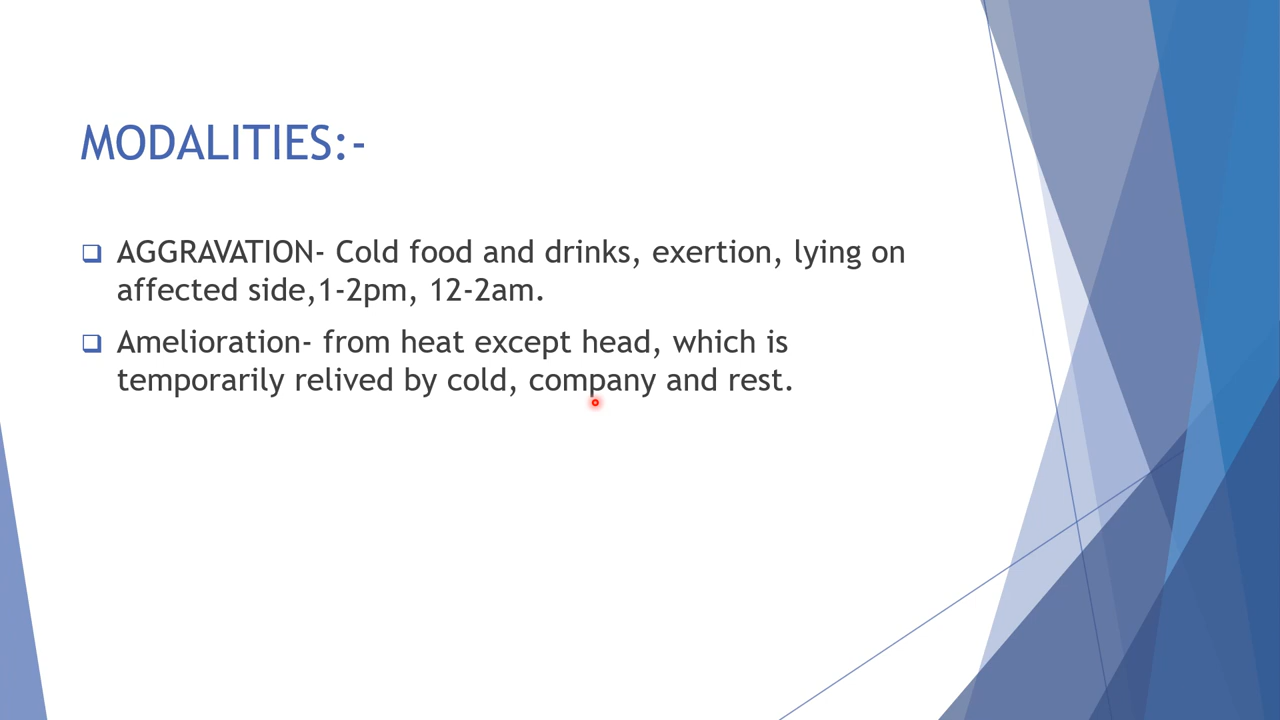 MODALITIES:-
AGGRAVATION- Cold food and drinks, exertion, lying on
affected side,1-2pm, 12-2am.
Amelioration- from heat except head, which is
temporarily relived by cold, company and rest.